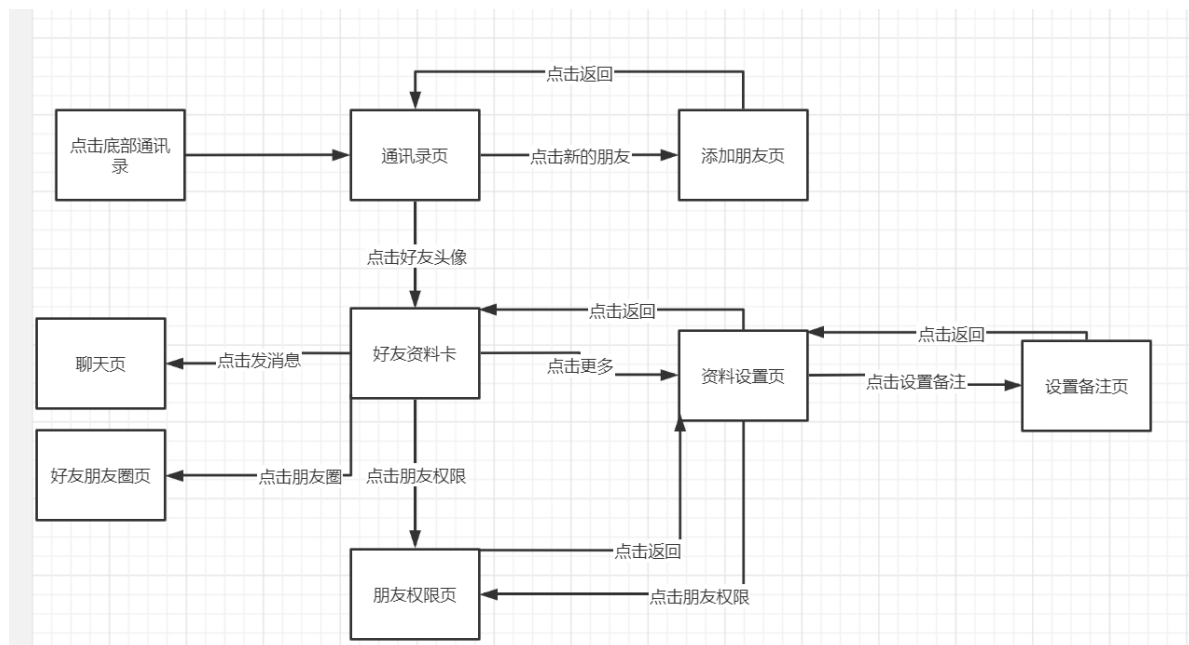 点击返回
点击底部通讯
录
通讯录页
点击新的朋友
添加朋友页
点击好友头像
点击返回
点击返回
聊天页
点击发消息
好友资料卡
点击更多
资料设置页
点击设置备注
设置备注页
好友朋友圈页
点击朋友圈
点击朋友权限
点击返回
朋友权限页
点击朋友权限